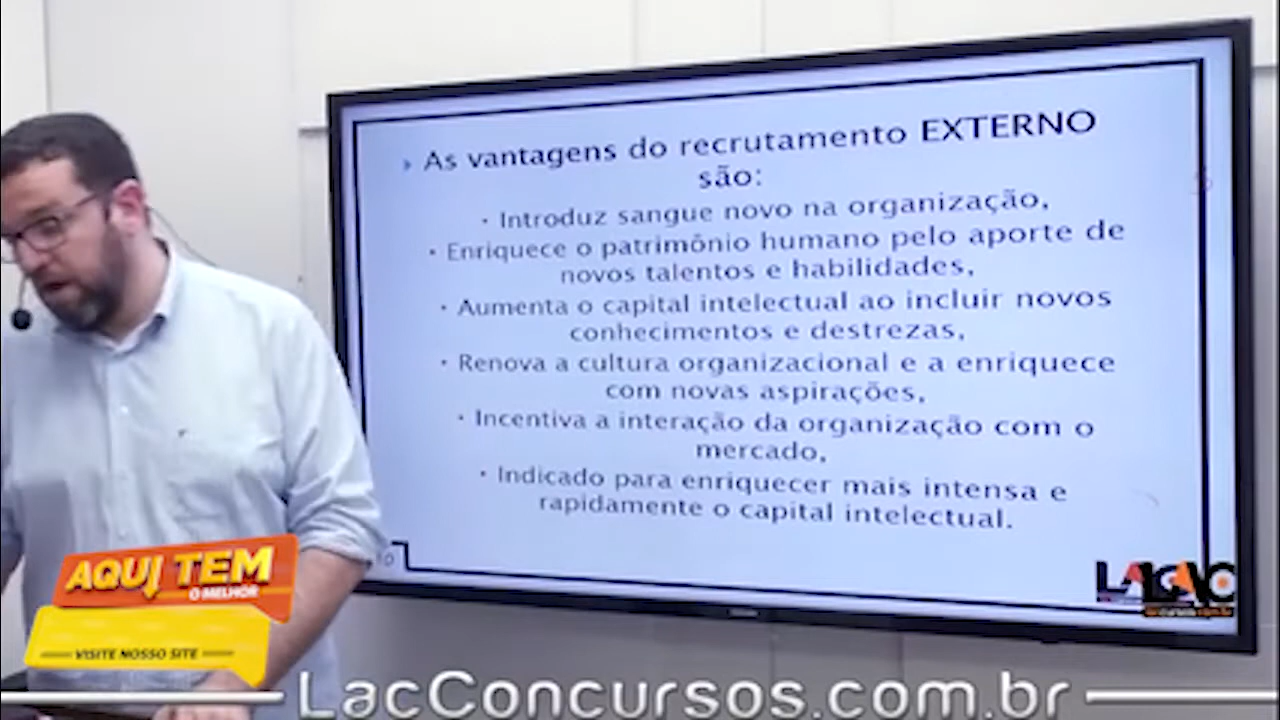 As vantagens do recrutamento EXTERNO
são:
• Introduz sangue novo na organização,
• Enriquece o patrimônio humano pelo aporte de
novos talentos e habilidades,
• Aumenta o capital intelectual ao incluir novos
conhecimentos e destrezas,
• Renova a cultura organizacional e a enriquece
com novas aspirações,
• Incentiva a interação da organização com o
mercado,
• Indicado para enriquecer mais intensa e
rapidamente o capital intelectual.
AQUI TEM
O MELHOR
VISITE NOSSO SITE
LacConcursos.com.br